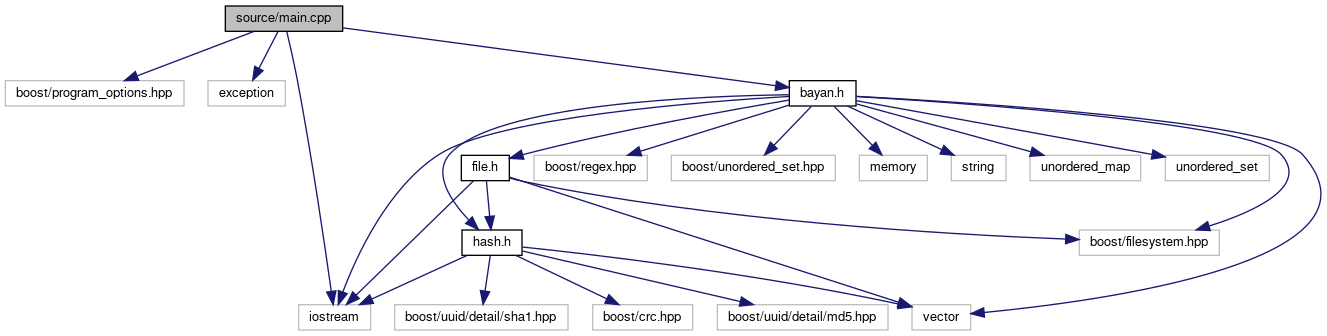 source/main.cpp
boost/program_options.hpp
exception
bayan.h
file.h
boost/regex.hpp
boost/unordered_set.hpp
memory
string
unordered_map
unordered_set
hash.h
boost/filesystem.hpp
iostream
boost/uuid/detail/sha1.hpp
boost/crc.hpp
boost/uuid/detail/md5.hpp
vector